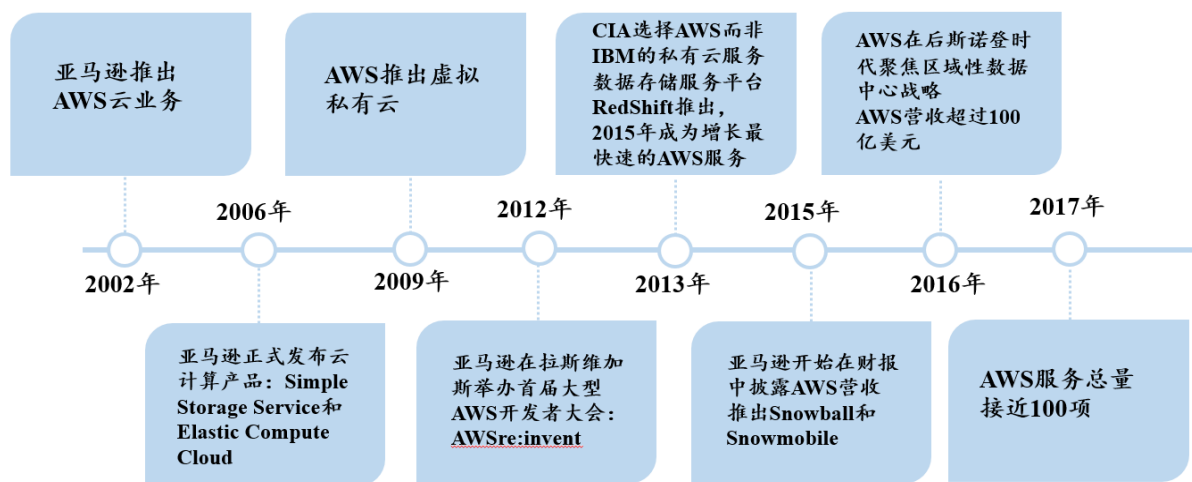 亚马逊推出
AWS云业务
AWS推出虚拟
私有云
CIA选择AWS而非
IBM的私有云服务
数据存储服务平台
RedShift推出，
2015年成为增长最
快速的AWS服务
AWS在后斯诺登时
代聚焦区域性数据
中心战略
AWS营收超过100
亿美元
2006年
2012年
2015年
2017年
2002年
2009年
2013年
2016年
亚马逊正式发布云
计算产品：Simple
Storage Service和
Elastic Compute
Cloud
亚马逊在拉斯维加
斯举办首届大型
AWS开发者大会：
AWSre:invent
亚马逊开始在财报
中披露AWS营收
推出Snowball和
Snowmobile
AWS服务总量
接近100项